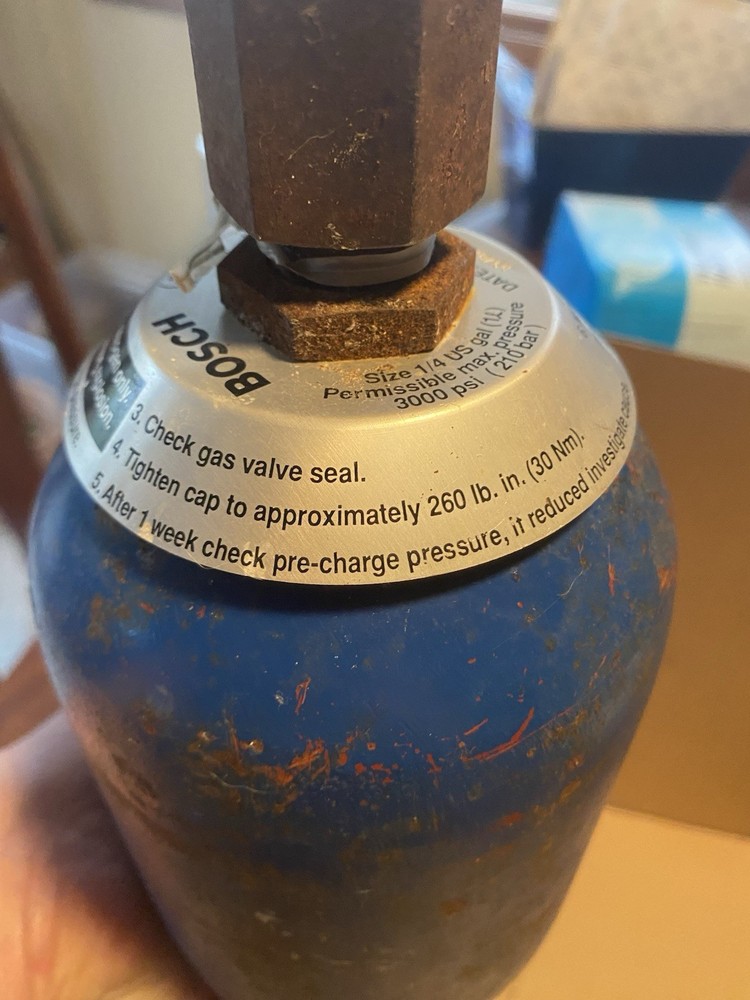 BOSCH
Size 1/4 US gal (1L)
Permissible max. pressure
3000 psi (210 bar)
DATE
only
3. Check gas valve seal.
4. Tighten cap to approximately 260 lb. in. (30 Nm).
5. After 1 week check pre-charge pressure, if reduced investigate cause